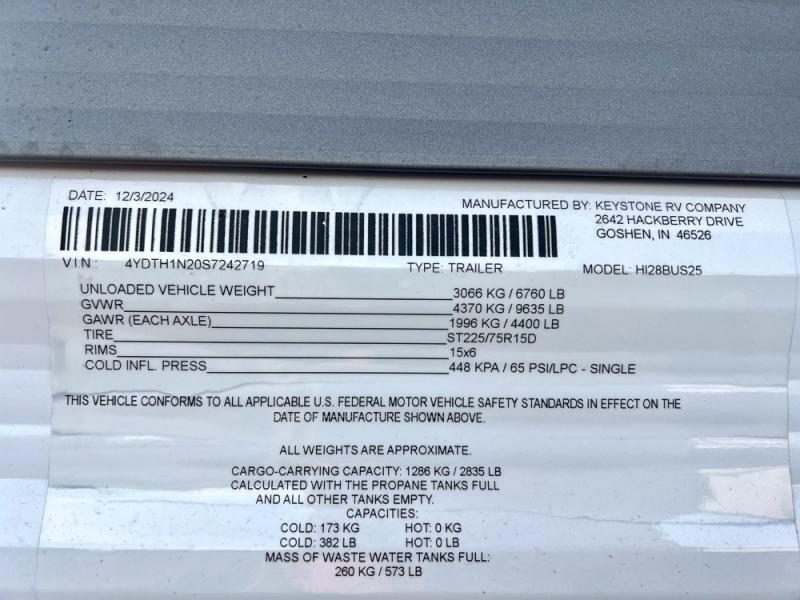 DATE: 12/3/2024
MANUFACTURED BY: KEYSTONE RV COMPANY
2642 HACKBERRY DRIVE
GOSHEN, IN 46526
V.I.N: 4YDTH1N20S7242719 TYPE: TRAILER MODEL: HI28BUS25
UNLOADED VEHICLE WEIGHT 3066 KG / 6760 LB
GVWR 4370 KG / 9635 LB
GAWR (EACH AXLE) 1996 KG / 4400 LB
TIRE ST225/75R15D
RIMS 15x6
COLD INFL. PRESS 448 KPA / 65 PSI/LPC - SINGLE
THIS VEHICLE CONFORMS TO ALL APPLICABLE U.S. FEDERAL MOTOR VEHICLE SAFETY STANDARDS IN EFFECT ON THE
DATE OF MANUFACTURE SHOWN ABOVE.
ALL WEIGHTS ARE APPROXIMATE.
CARGO-CARRYING CAPACITY: 1286 KG / 2835 LB
CALCULATED WITH THE PROPANE TANKS FULL
AND ALL OTHER TANKS EMPTY.
CAPACITIES:
COLD: 173 KG HOT: 0 KG
COLD: 382 LB HOT: 0 LB
MASS OF WASTE WATER TANKS FULL:
260 KG / 573 LB